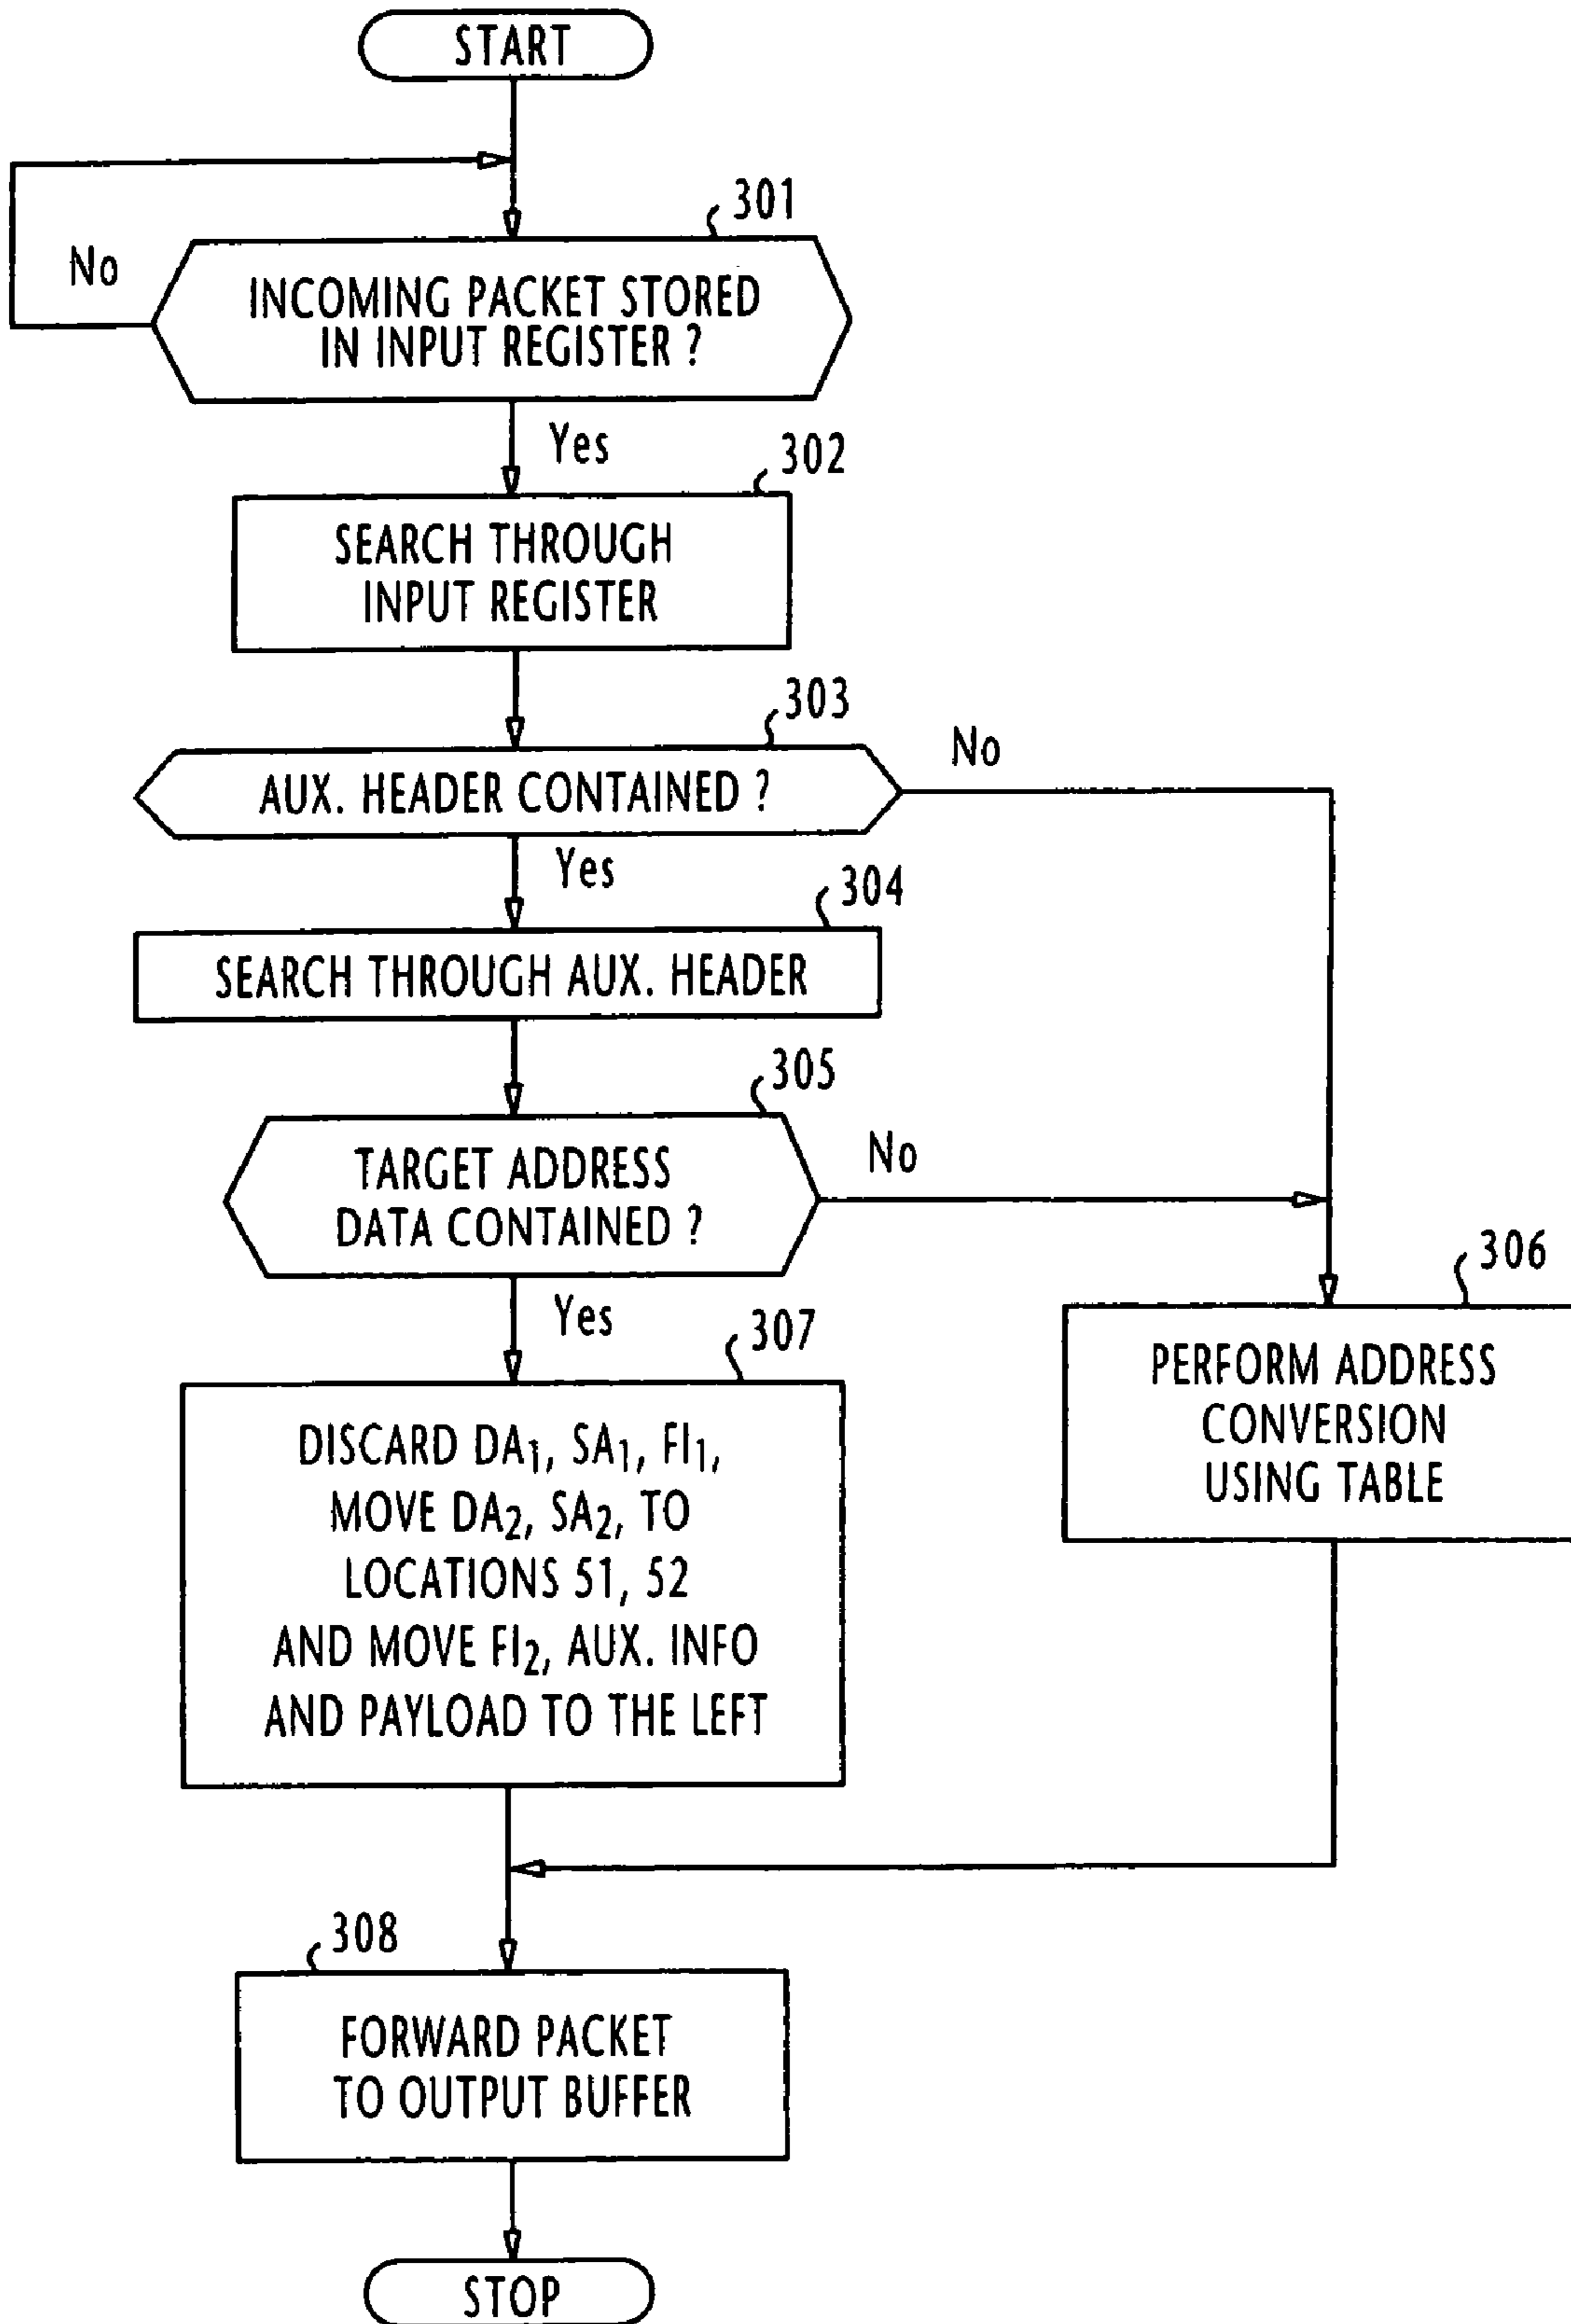 START
301
No
INCOMING PACKET STORED
IN INPUT REGISTER ?
Yes
302
SEARCH THROUGH
INPUT REGISTER
303
No
AUX. HEADER CONTAINED ?
Yes
304
SEARCH THROUGH AUX. HEADER
305
TARGET ADDRESS
DATA CONTAINED ?
No
306
Yes
307
PERFORM ADDRESS
CONVERSION
USING TABLE
DISCARD DA1, SA1, FI1,
MOVE DA2, SA2, TO
LOCATIONS 51, 52
AND MOVE FI2, AUX. INFO
AND PAYLOAD TO THE LEFT
308
FORWARD PACKET
TO OUTPUT BUFFER
STOP